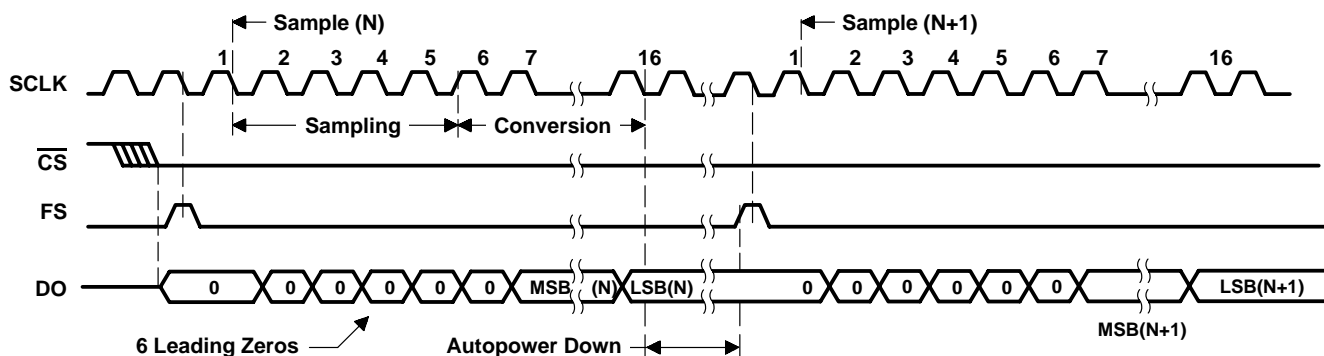 Sample (N)
Sample (N+1)
1 2 3 4 5 6 7 16 1 2 3 4 5 6 7 16
SCLK
Sampling
Conversion
CS
FS
DO
0 0 0 0 0 0 MSB (N) LSB(N) 0 0 0 0 0 0 LSB(N+1)
MSB(N+1)
6 Leading Zeros
Autopower Down